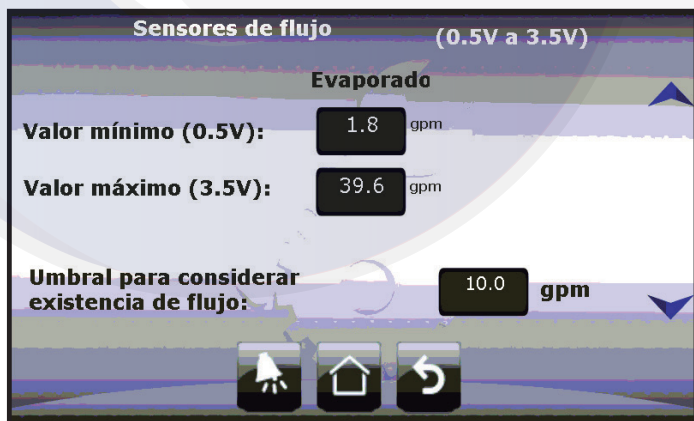 Sensores de flujo
(0.5V a 3.5V)
Evaporado
Valor mínimo (0.5V): 1.8 gpm
Valor máximo (3.5V): 39.6 gpm
Umbral para considerar
existencia de flujo: 10.0 gpm